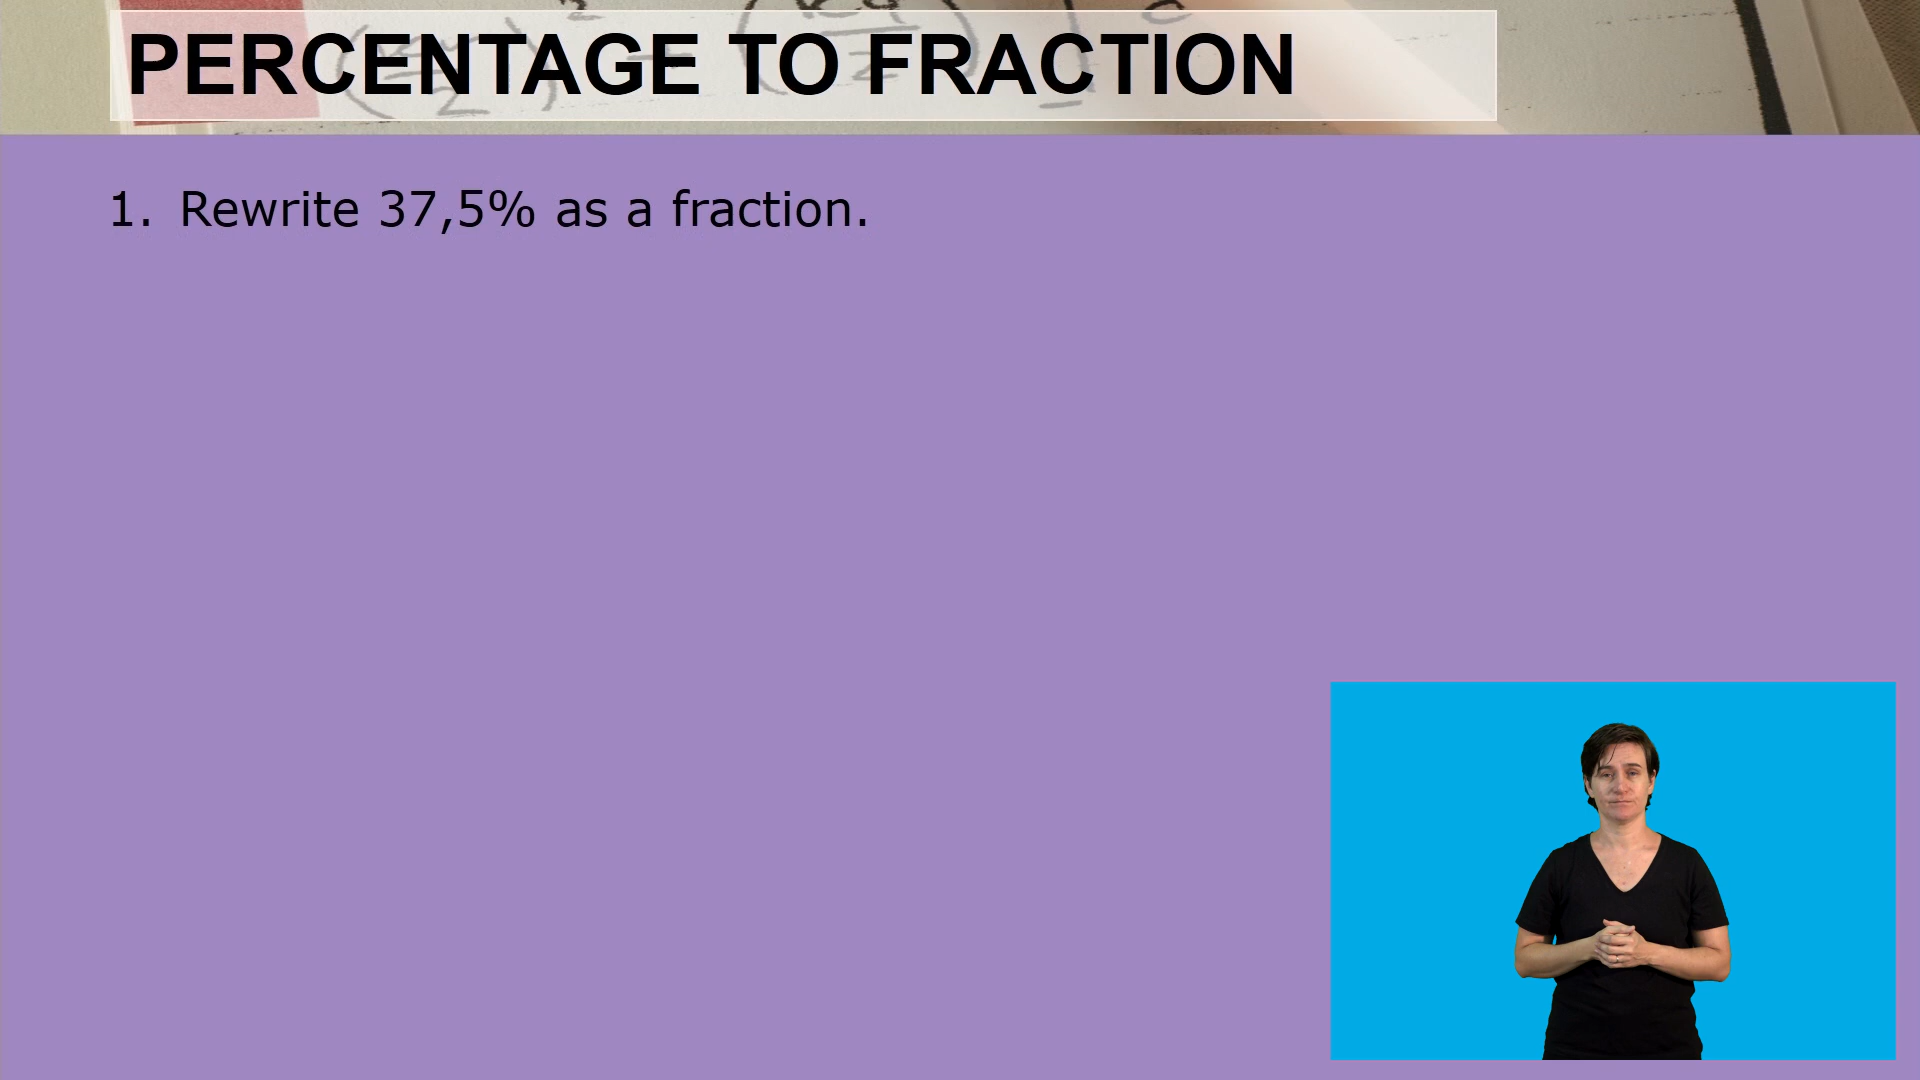 PERCENTAGE TO FRACTION
1. Rewrite 37,5% as a fraction.